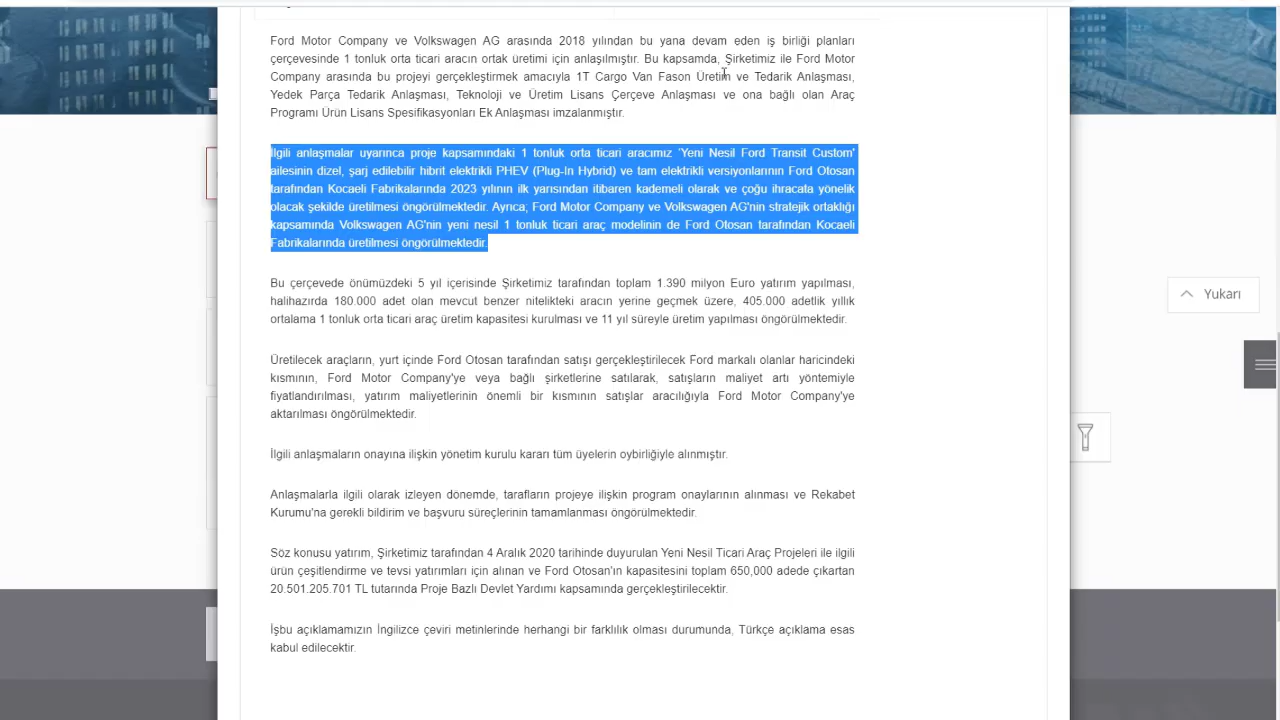 Ford Motor Company ve Volkswagen AG arasında 2018 yılından bu yana devam eden iş birliği planları
çerçevesinde 1 tonluk orta ticari aracın ortak üretimi için anlaşılmıştır. Bu kapsamda, Şirketimiz ile Ford Motor
Company arasında bu projeyi gerçekleştirmek amacıyla 1T Cargo Van Fason Üretim ve Tedarik Anlaşması,
Yedek Parça Tedarik Anlaşması, Teknoloji ve Üretim Lisans Çerçeve Anlaşması ve ona bağlı olan Araç
Programı Ürün Lisans Spesifikasyonları Ek Anlaşması imzalanmıştır.
İlgili anlaşmalar uyarınca proje kapsamındaki 1 tonluk orta ticari aracımız 'Yeni Nesil Ford Transit Custom'
ailesinin dizel, şarj edilebilir hibrit elektrikli PHEV (Plug-In Hybrid) ve tam elektrikli versiyonlarının Ford Otosan
tarafından Kocaeli Fabrikalarında 2023 yılının ilk yarısından itibaren kademeli olarak ve çoğu ihracata yönelik
olacak şekilde üretilmesi öngörülmektedir. Ayrıca; Ford Motor Company ve Volkswagen AG'nin stratejik ortaklığı
kapsamında Volkswagen AG'nin yeni nesil 1 tonluk ticari araç modelinin de Ford Otosan tarafından Kocaeli
Fabrikalarında üretilmesi öngörülmektedir.
Bu çerçevede önümüzdeki 5 yıl içerisinde Şirketimiz tarafından toplam 1.390 milyon Euro yatırım yapılması,
halihazırda 180.000 adet olan mevcut benzer nitelikteki aracın yerine geçmek üzere, 405.000 adetlik yıllık
ortalama 1 tonluk orta ticari araç üretim kapasitesi kurulması ve 11 yıl süreyle üretim yapılması öngörülmektedir.
Yukarı
Üretilecek araçların, yurt içinde Ford Otosan tarafından satışı gerçekleştirilecek Ford markalı olanlar haricindeki
kısmının, Ford Motor Company'ye veya bağlı şirketlerine satılarak, satışların maliyet artı yöntemiyle
fiyatlandırılması, yatırım maliyetlerinin önemli bir kısmının satışlar aracılığıyla Ford Motor Company'ye
aktarılması öngörülmektedir.
İlgili anlaşmaların onayına ilişkin yönetim kurulu kararı tüm üyelerin oybirliğiyle alınmıştır.
Anlaşmalarla ilgili olarak izleyen dönemde, tarafların projeye ilişkin program onaylarının alınması ve Rekabet
Kurumu'na gerekli bildirim ve başvuru süreçlerinin tamamlanması öngörülmektedir.
Söz konusu yatırım, Şirketimiz tarafından 4 Aralık 2020 tarihinde duyurulan Yeni Nesil Ticari Araç Projeleri ile ilgili
ürün çeşitlendirme ve tevsi yatırımları için alınan ve Ford Otosan'ın kapasitesini toplam 650,000 adede çıkartan
20.501.205.701 TL tutarında Proje Bazlı Devlet Yardımı kapsamında gerçekleştirilecektir.
İşbu açıklamamızın İngilizce çeviri metinlerinde herhangi bir farklılık olması durumunda, Türkçe açıklama esas
kabul edilecektir.